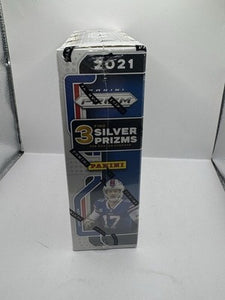 2021
PANINI
PRIZM
3 SILVER
PRIZMS
PANINI
17